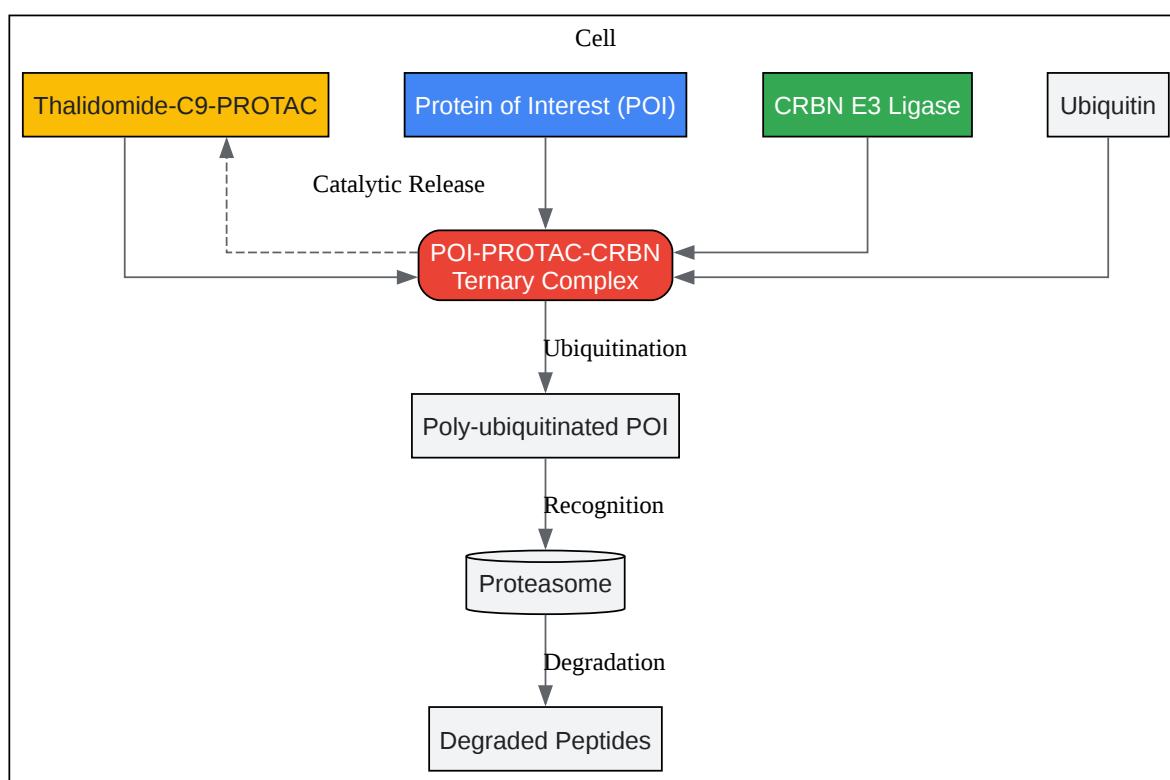 Cell
Thalidomide-C9-PROTAC
Protein of Interest (POI)
CRBN E3 Ligase
Ubiquitin
Catalytic Release
POI-PROTAC-CRBN
Ternary Complex
Ubiquitination
Poly-ubiquitinated POI
Recognition
Proteasome
Degradation
Degraded Peptides